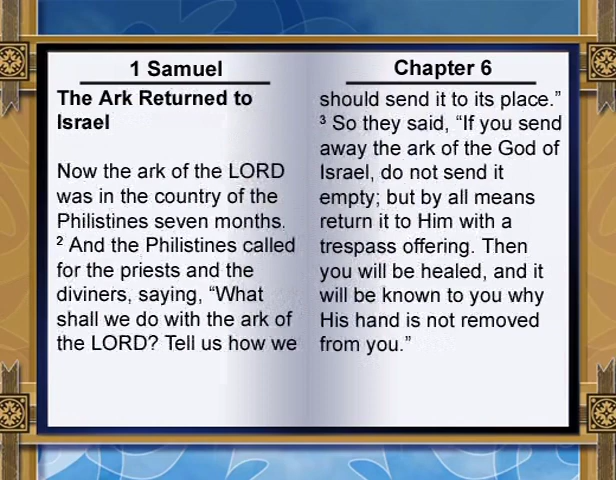 1 Samuel
The Ark Returned to
Israel
Now the ark of the LORD
was in the country of the
Philistines seven months.
² And the Philistines called
for the priests and the
diviners, saying, “What
shall we do with the ark of
the LORD? Tell us how we
Chapter 6
should send it to its place.”
³ So they said, “If you send
away the ark of the God of
Israel, do not send it
empty; but by all means
return it to Him with a
trespass offering. Then
you will be healed, and it
will be known to you why
His hand is not removed
from you.”